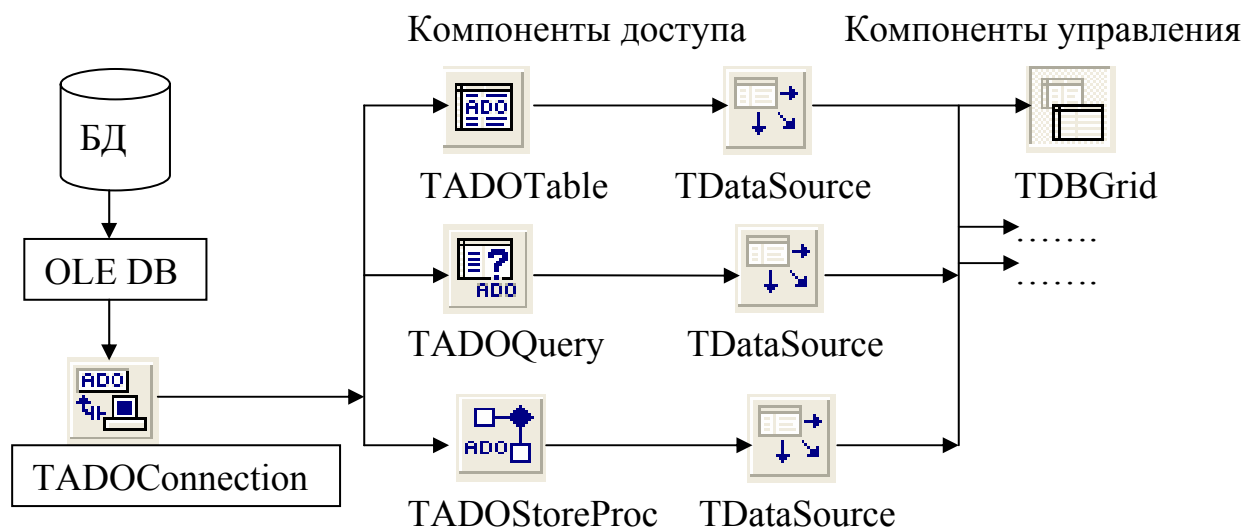 Компоненты доступа
Компоненты управления
БД
ADO
TADOTable
TDataSource
TDBGrid
OLE DB
.......
.......
ADO
TADOQuery
TDataSource
ADO
TADOConnection
ADO
TADOStoreProc
TDataSource